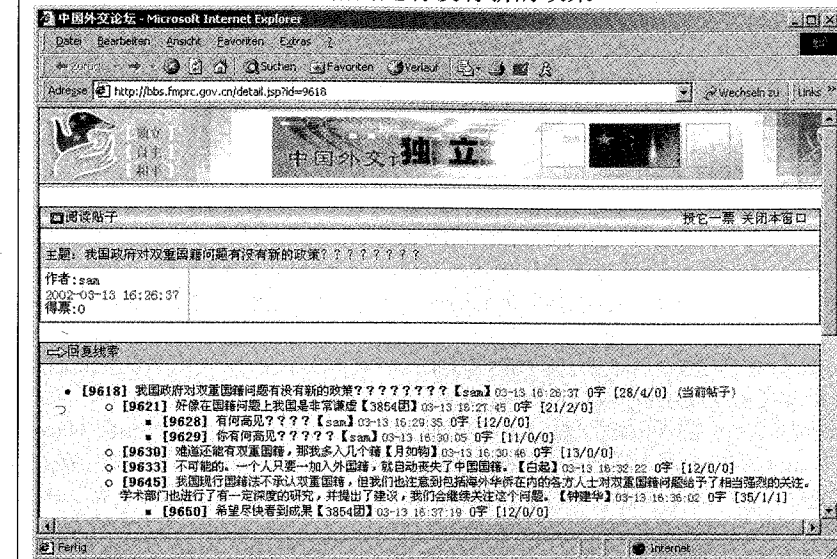 中国外交论坛 - Microsoft Internet Explorer
Datei Bearbeiten Ansicht Favoriten Extras ?
Suchen Favoriten Verlauf
Adresse http://bbs.fmprc.gov.cn/detail.jsp?id=9618 Wechseln zu Links »
独立
自主
和平
中国外交 独 立
阅读贴子 投它一票 关闭本窗口
主题: 我国政府对双重国籍问题有没有新的政策????????
作者:sam
2002-03-13 16:26:37
得票:0
回复线索
• [9618] 我国政府对双重国籍问题有没有新的政策????????【sam】03-13 16:26:37 0字 [28/4/0] (当前帖子)
○ [9621] 好像在国籍问题上我国是非常谦虚【3854团】03-13 16:27:45 0字 [21/2/0]
▪ [9628] 有何高见????【sam】03-13 16:29:35 0字 [12/0/0]
▪ [9629] 你有何高见?????【sam】03-13 16:30:05 0字 [11/0/0]
○ [9630] 难道还能有双重国籍,那我多入几个籍【月如钩】03-13 16:30:46 0字 [13/0/0]
○ [9633] 不可能的。一个人只要一加入外国籍,就自动丧失了中国国籍。【白起】03-13 16:32:22 0字 [12/0/0]
○ [9645] 我国现行国籍法不承认双重国籍,但我们也注意到包括海外华侨在内的各方人士对双重国籍问题给予了相当强烈的关注。
学术部门也进行了有一定深度的研究,并提出了建议,我们会继续关注这个问题。【钟建华】03-13 16:36:02 0字 [35/1/1]
▪ [9650] 希望尽快看到成果【3854团】03-13 16:37:19 0字 [12/0/0]
Fertig Internet